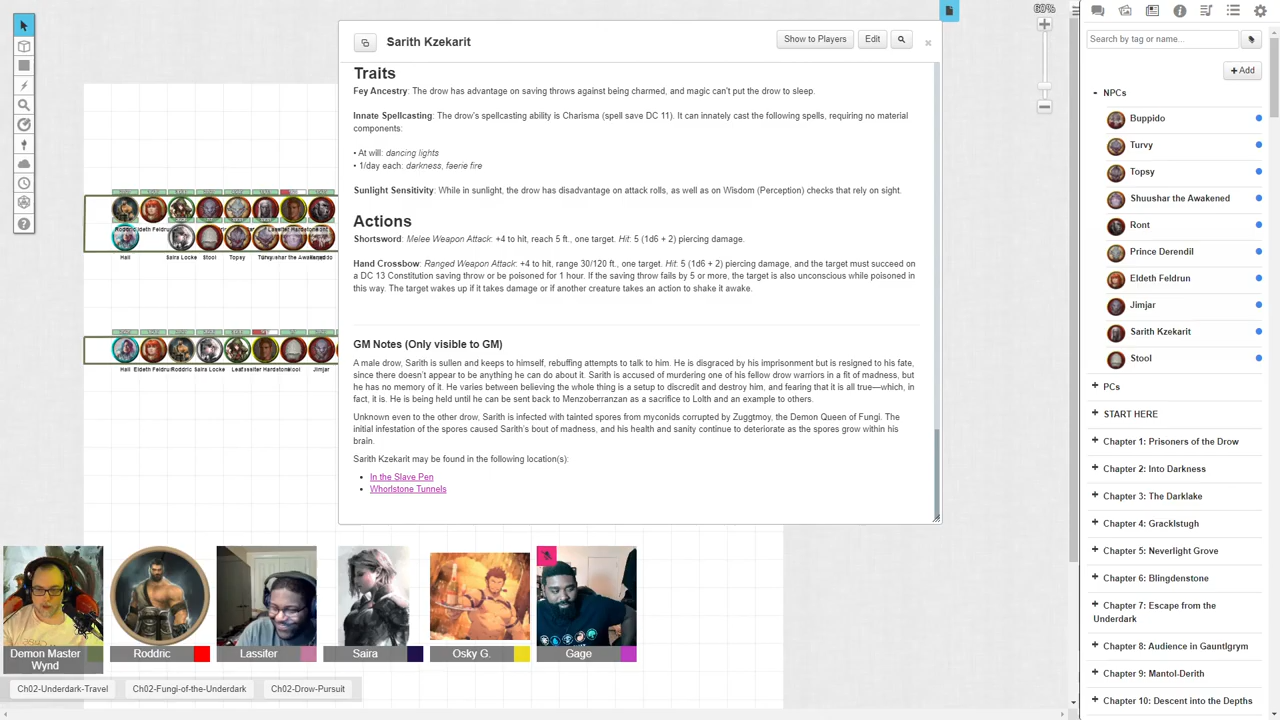 60%
Sarith Kzekarit
Show to Players
Edit
Traits
Fey Ancestry: The drow has advantage on saving throws against being charmed, and magic can't put the drow to sleep.
Innate Spellcasting: The drow's spellcasting ability is Charisma (spell save DC 11). It can innately cast the following spells, requiring no material
components:
• At will: dancing lights
• 1/day each: darkness, faerie fire
Sunlight Sensitivity: While in sunlight, the drow has disadvantage on attack rolls, as well as on Wisdom (Perception) checks that rely on sight.
Actions
Shortsword: Melee Weapon Attack: +4 to hit, reach 5 ft., one target. Hit: 5 (1d6 + 2) piercing damage.
Hand Crossbow: Ranged Weapon Attack: +4 to hit, range 30/120 ft., one target. Hit: 5 (1d6 + 2) piercing damage, and the target must succeed on
a DC 13 Constitution saving throw or be poisoned for 1 hour. If the saving throw fails by 5 or more, the target is also unconscious while poisoned in
this way. The target wakes up if it takes damage or if another creature takes an action to shake it awake.
GM Notes (Only visible to GM)
A male drow, Sarith is sullen and keeps to himself, rebuffing attempts to talk to him. He is disgraced by his imprisonment but is resigned to his fate,
since there doesn't appear to be anything he can do about it. Sarith is accused of murdering one of his fellow drow warriors in a fit of madness, but
he has no memory of it. He varies between believing the whole thing is a setup to discredit and destroy him, and fearing that it is all true—which, in
fact, it is. He is being held until he can be sent back to Menzoberranzan as a sacrifice to Lolth and an example to others.
Unknown even to the other drow, Sarith is infected with tainted spores from myconids corrupted by Zuggtmoy, the Demon Queen of Fungi. The
initial infestation of the spores caused Sarith's bout of madness, and his health and sanity continue to deteriorate as the spores grow within his
brain.
Sarith Kzekarit may be found in the following location(s):
• In the Slave Pen
• Whorlstone Tunnels
Roddric
Eldeth Feldrun
Lassiter Hardstone
Hall
Saira Locke
Stool
Topsy
Hall
Eldeth Feldrun
Roddric
Saira Locke
Stool
Jimjar
Demon Master
Wynd
Roddric
Lassiter
Saira
Osky G.
Gage
Ch02-Underdark-Travel
Ch02-Fungi-of-the-Underdark
Ch02-Drow-Pursuit
Search by tag or name...
+Add
NPCs
Buppido
Turvy
Topsy
Shuushar the Awakened
Ront
Prince Derendil
Eldeth Feldrun
Jimjar
Sarith Kzekarit
Stool
+ PCs
+ START HERE
+ Chapter 1: Prisoners of the Drow
+ Chapter 2: Into Darkness
+ Chapter 3: The Darklake
+ Chapter 4: Gracklstugh
+ Chapter 5: Neverlight Grove
+ Chapter 6: Blingdenstone
+ Chapter 7: Escape from the
Underdark
+ Chapter 8: Audience in Gauntlgrym
+ Chapter 9: Mantol-Derith
+ Chapter 10: Descent into the Depths